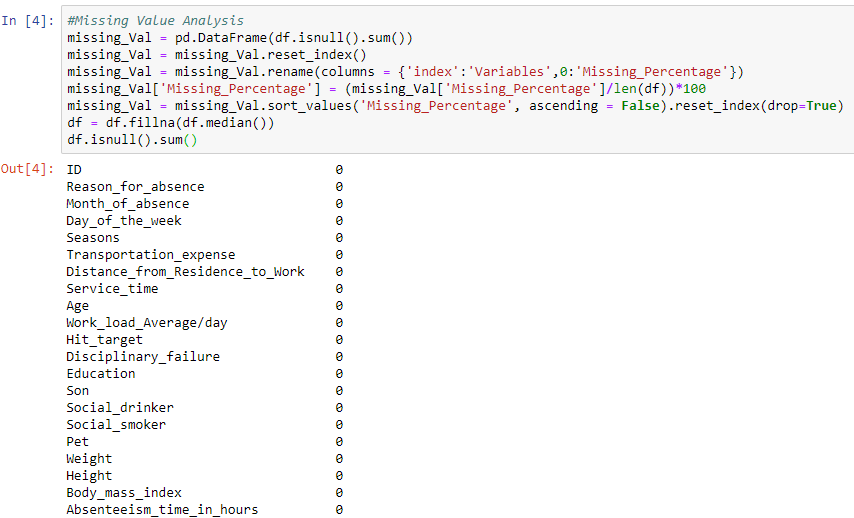 In [4]: #Missing Value Analysis
missing_Val = pd.DataFrame(df.isnull().sum())
missing_Val = missing_Val.reset_index()
missing_Val = missing_Val.rename(columns = {'index':'Variables',0:'Missing_Percentage'})
missing_Val['Missing_Percentage'] = (missing_Val['Missing_Percentage']/len(df))*100
missing_Val = missing_Val.sort_values('Missing_Percentage', ascending = False).reset_index(drop=True)
df = df.fillna(df.median())
df.isnull().sum()
Out[4]: ID 0
Reason_for_absence 0
Month_of_absence 0
Day_of_the_week 0
Seasons 0
Transportation_expense 0
Distance_from_Residence_to_Work 0
Service_time 0
Age 0
Work_load_Average/day 0
Hit_target 0
Disciplinary_failure 0
Education 0
Son 0
Social_drinker 0
Social_smoker 0
Pet 0
Weight 0
Height 0
Body_mass_index 0
Absenteeism_time_in_hours 0